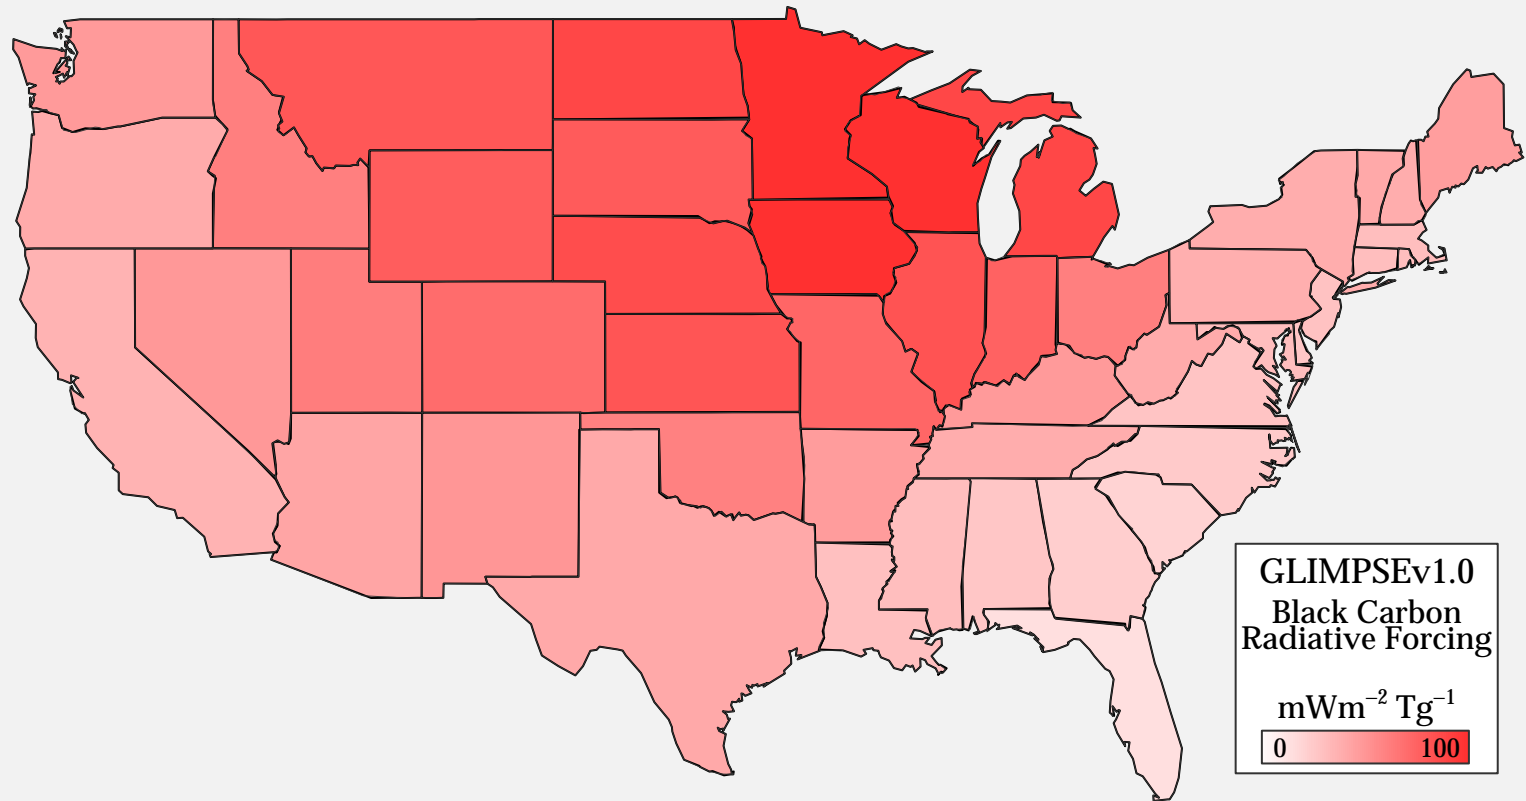 GLIMPSEv1.0
Black Carbon
Radiative Forcing
mWm⁻² Tg⁻¹
0 100